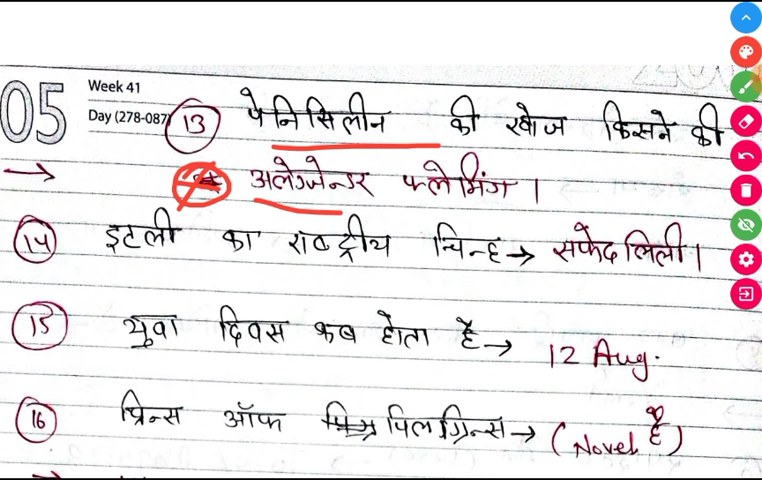 05 Week 41
Day (278-087)
13 पेनिसिलीन की खोज किसने की
→ अलेग्जेन्डर फ्लेमिंग ।
14 इटली का राष्ट्रीय चिन्ह → सफेद लिली।
15 युवा दिवस कब होता है → 12 Aug.
16 प्रिन्स ऑफ पिलग्रिन्स → (Novel है)